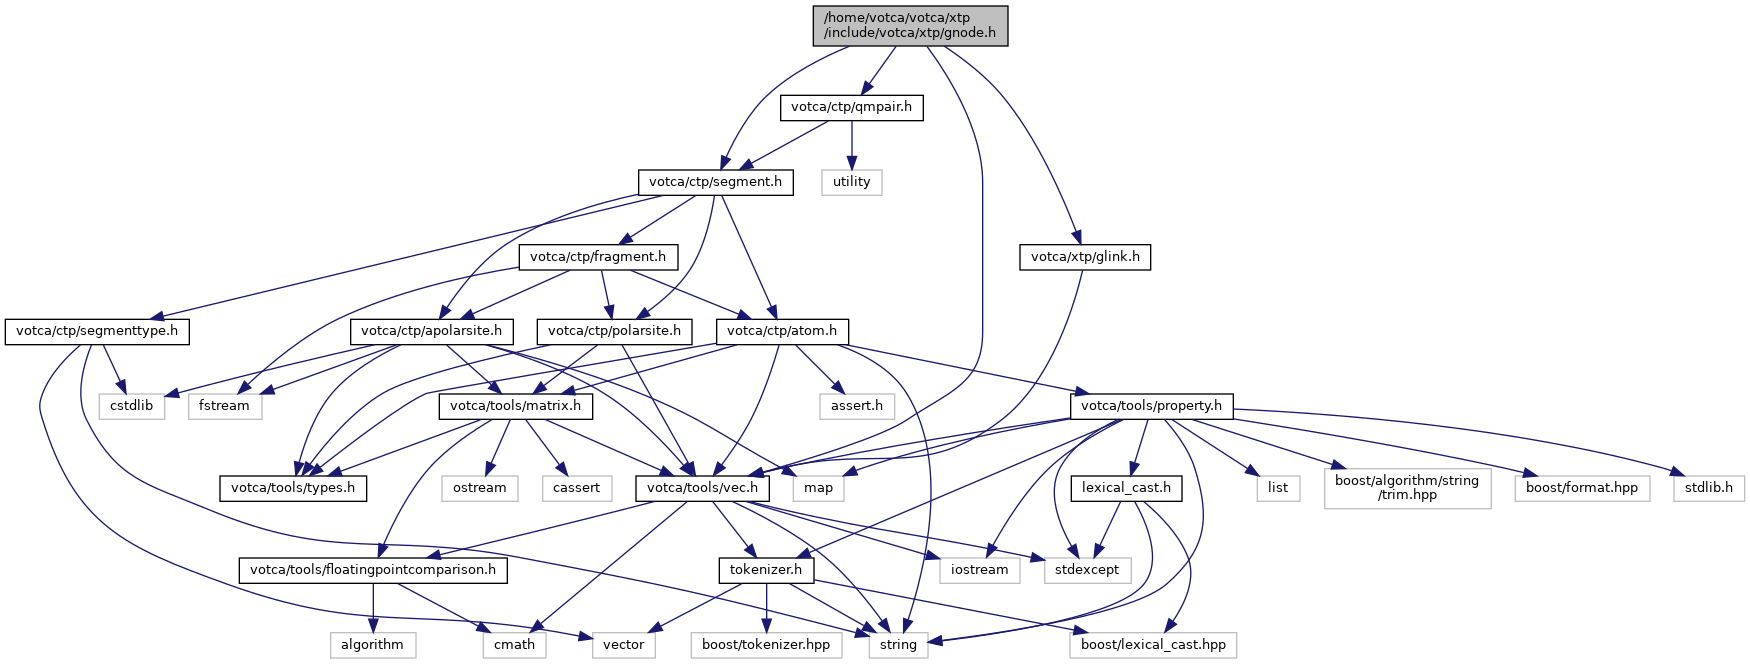 /home/votca/votca/xtp
/include/votca/xtp/gnode.h
votca/ctp/qmpair.h
votca/ctp/segment.h
utility
votca/ctp/fragment.h
votca/xtp/glink.h
votca/ctp/segmenttype.h
votca/ctp/apolarsite.h
votca/ctp/polarsite.h
votca/ctp/atom.h
cstdlib
fstream
votca/tools/matrix.h
assert.h
votca/tools/property.h
votca/tools/types.h
ostream
cassert
votca/tools/vec.h
map
lexical_cast.h
list
boost/algorithm/string
/trim.hpp
boost/format.hpp
stdlib.h
votca/tools/floatingpointcomparison.h
tokenizer.h
iostream
stdexcept
algorithm
cmath
vector
boost/tokenizer.hpp
string
boost/lexical_cast.hpp